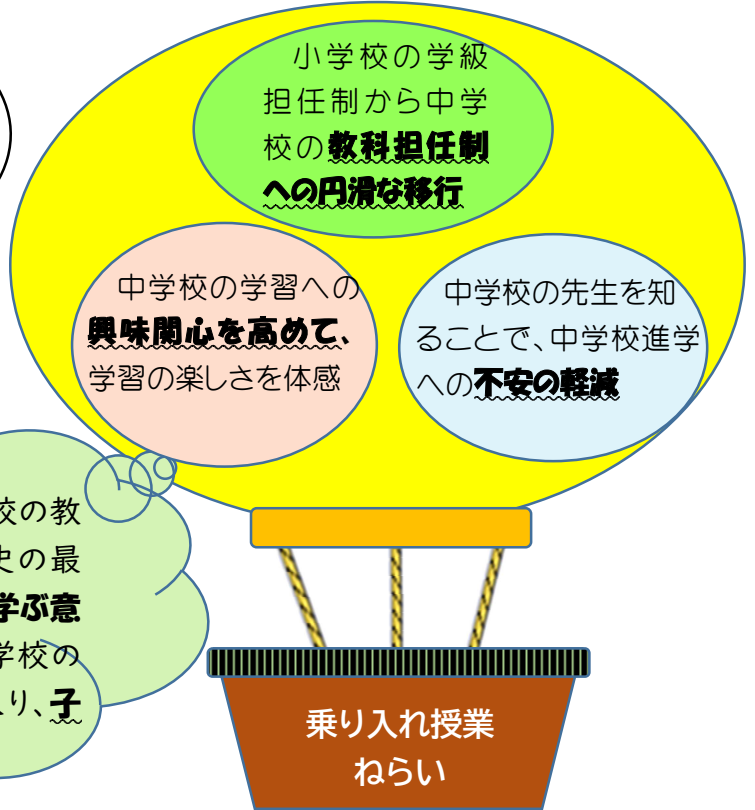 小学校の学級
担任制から中学
校の教科担任制
への円滑な移行
中学校の学習への
興味関心を高めて、
学習の楽しさを体感
中学校の先生を知
ることで、中学校進学
への不安の軽減
校の教
史の最
学ぶ意
学校の
り、子
乗り入れ授業
ねらい